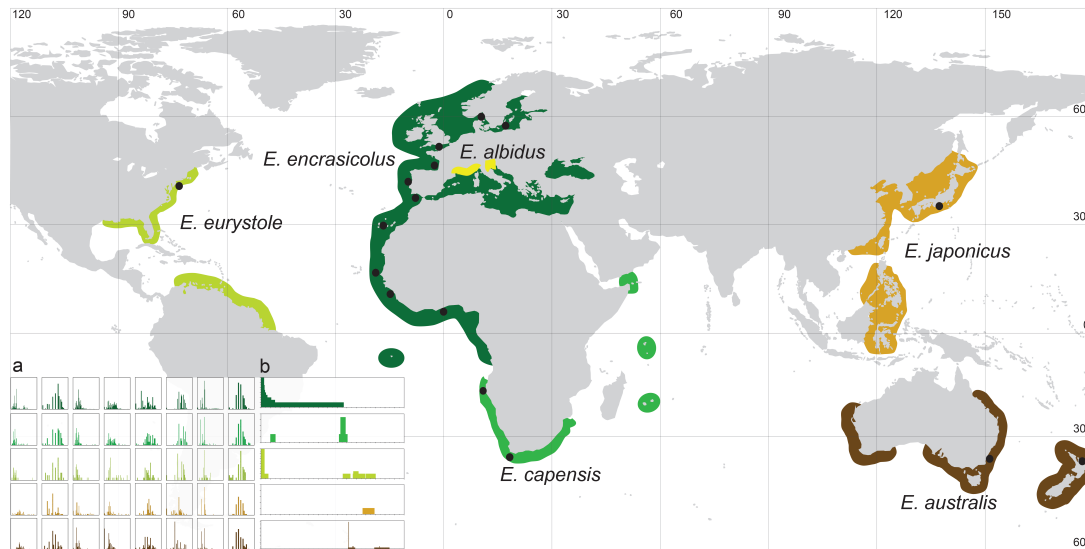 120 90 60 30 0 30 60 90 120 150
60
E. encrasicolus E. albidus
E. eurystole
30
E. japonicus
0
a b
30
E. capensis
E. australis
60